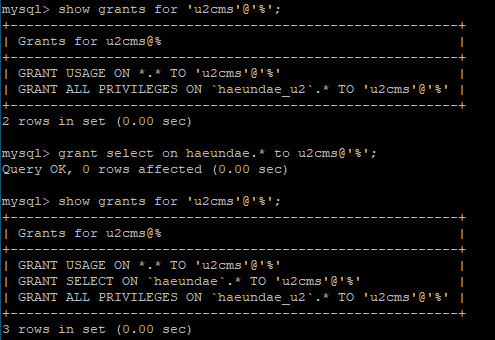 mysql> show grants for 'u2cms'@'%';
+----------------------------------------------------------+
| Grants for u2cms@%                                       |
+----------------------------------------------------------+
| GRANT USAGE ON *.* TO 'u2cms'@'%'                        |
| GRANT ALL PRIVILEGES ON `haeundae_u2`.* TO 'u2cms'@'%' |
+----------------------------------------------------------+
2 rows in set (0.00 sec)
mysql> grant select on haeundae.* to u2cms@'%';
Query OK, 0 rows affected (0.00 sec)
mysql> show grants for 'u2cms'@'%';
+----------------------------------------------------------+
| Grants for u2cms@%                                       |
+----------------------------------------------------------+
| GRANT USAGE ON *.* TO 'u2cms'@'%'                        |
| GRANT SELECT ON `haeundae`.* TO 'u2cms'@'%'              |
| GRANT ALL PRIVILEGES ON `haeundae_u2`.* TO 'u2cms'@'%' |
+----------------------------------------------------------+
3 rows in set (0.00 sec)